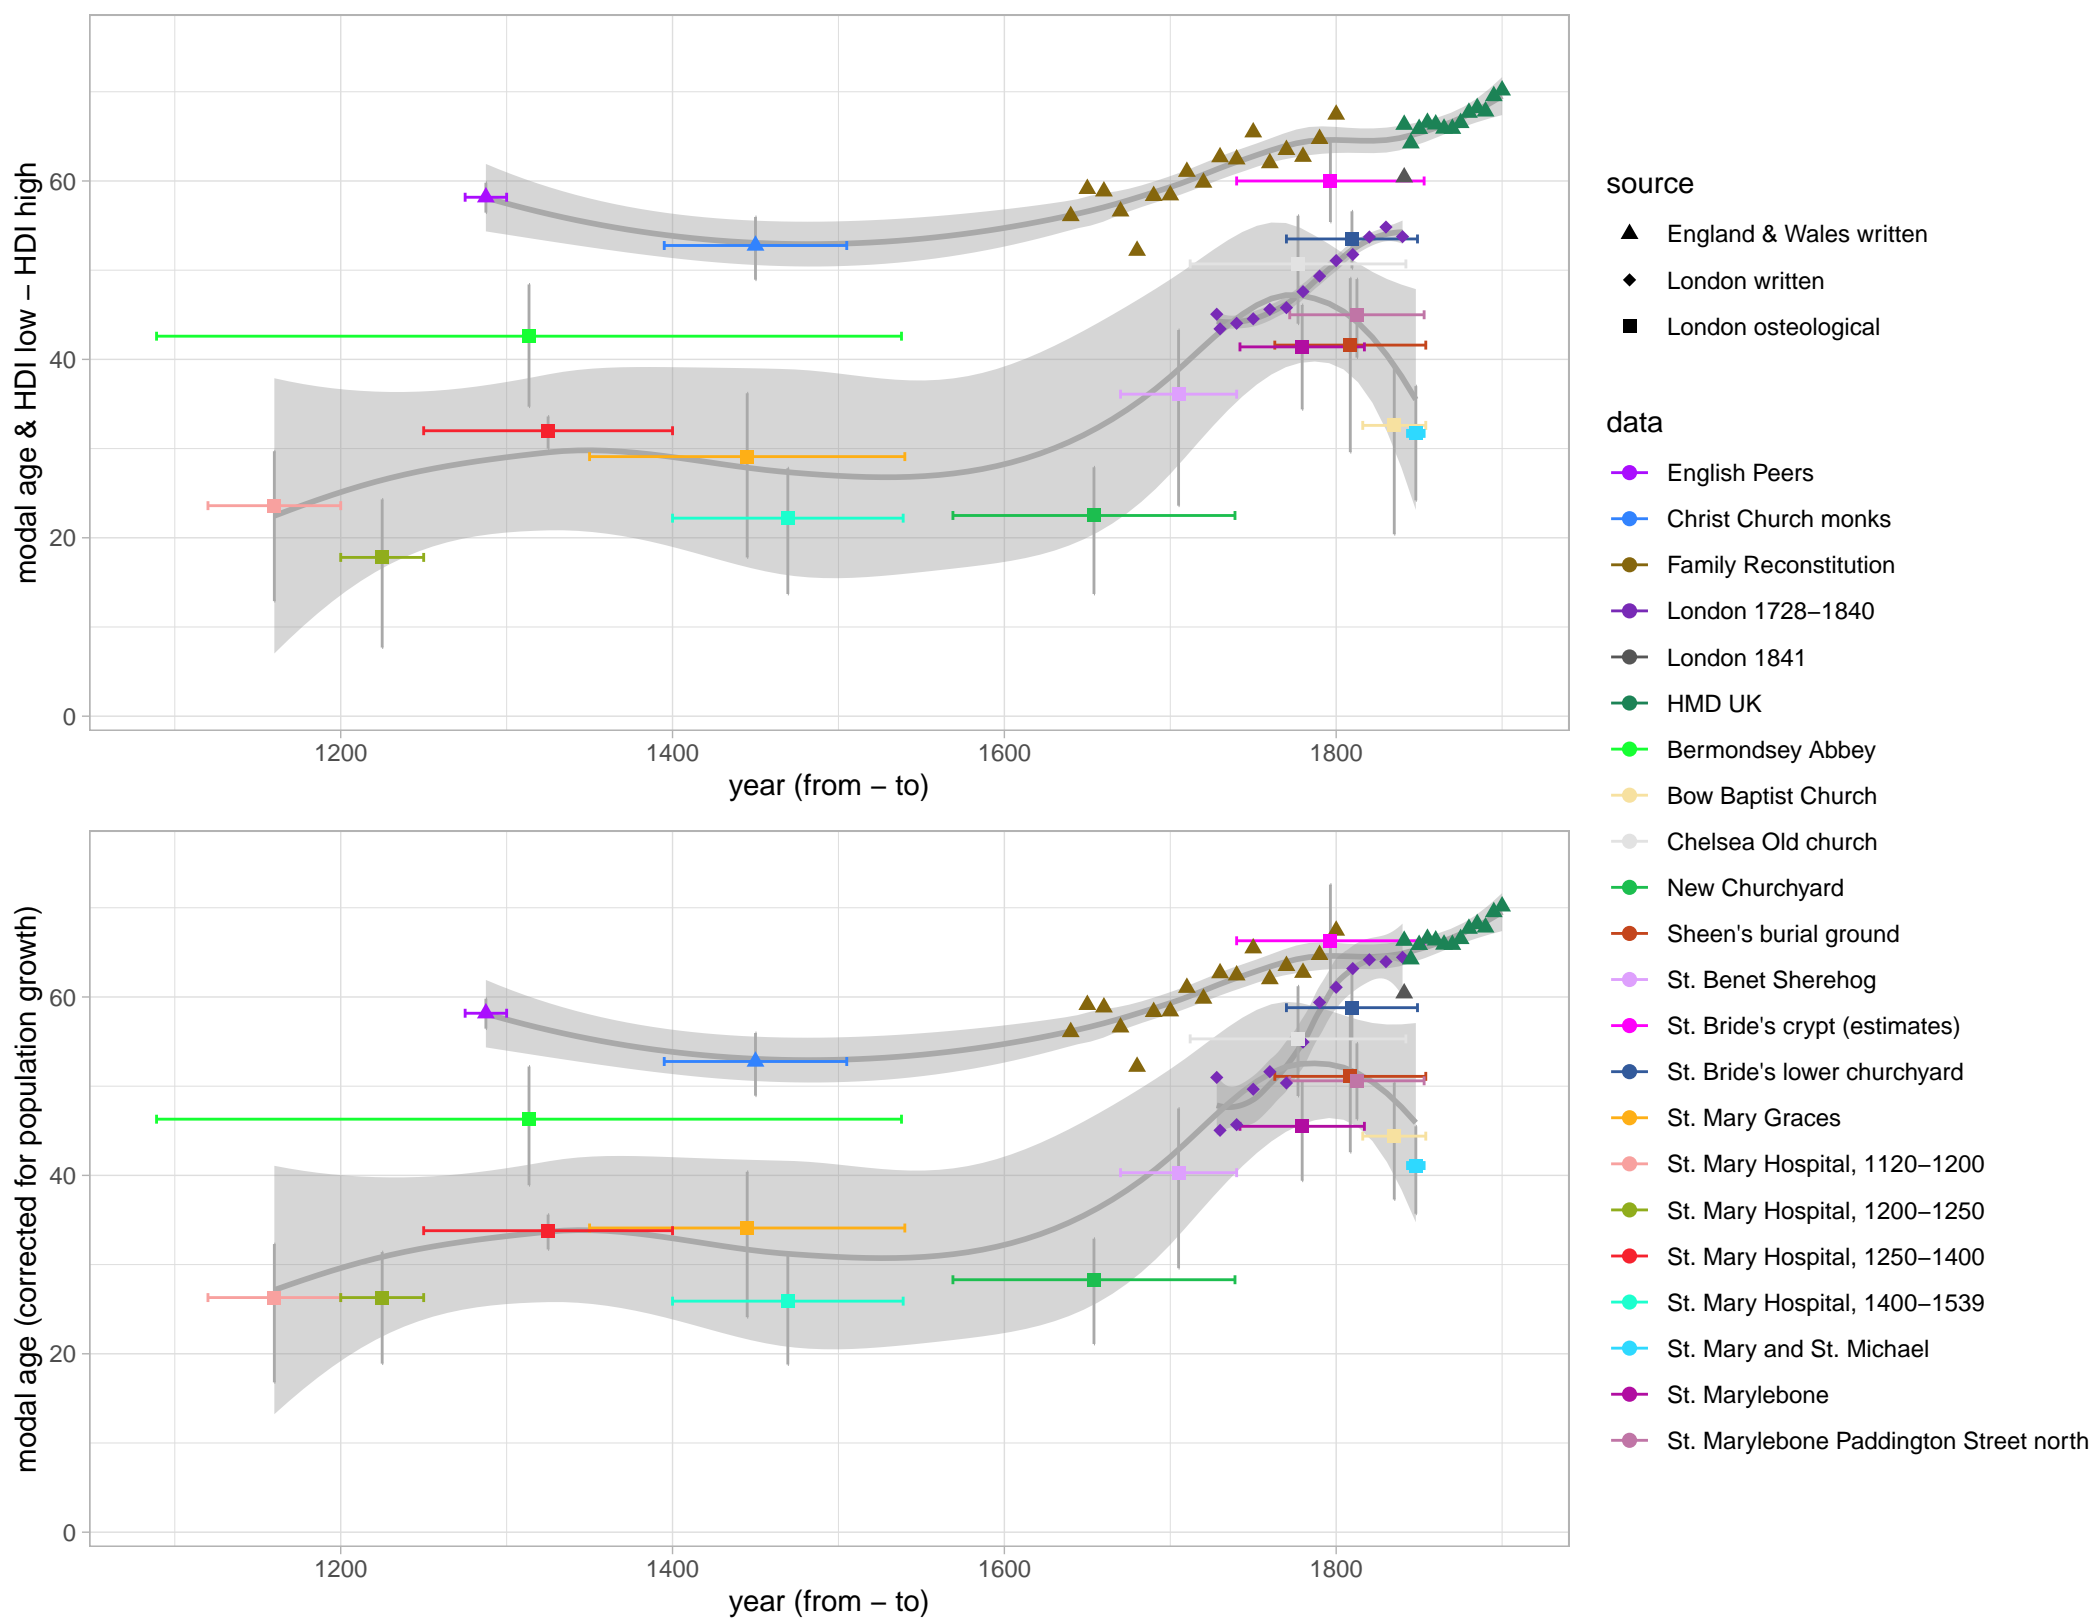 modal age & HDI low − HDI high
60
40
20
0
1200 1400 1600 1800
year (from − to)
modal age (corrected for population growth)
60
40
20
0
1200 1400 1600 1800
year (from − to)
source
England & Wales written
London written
London osteological
data
English Peers
Christ Church monks
Family Reconstitution
London 1728−1840
London 1841
HMD UK
Bermondsey Abbey
Bow Baptist Church
Chelsea Old church
New Churchyard
Sheen's burial ground
St. Benet Sherehog
St. Bride's crypt (estimates)
St. Bride's lower churchyard
St. Mary Graces
St. Mary Hospital, 1120−1200
St. Mary Hospital, 1200−1250
St. Mary Hospital, 1250−1400
St. Mary Hospital, 1400−1539
St. Mary and St. Michael
St. Marylebone
St. Marylebone Paddington Street north